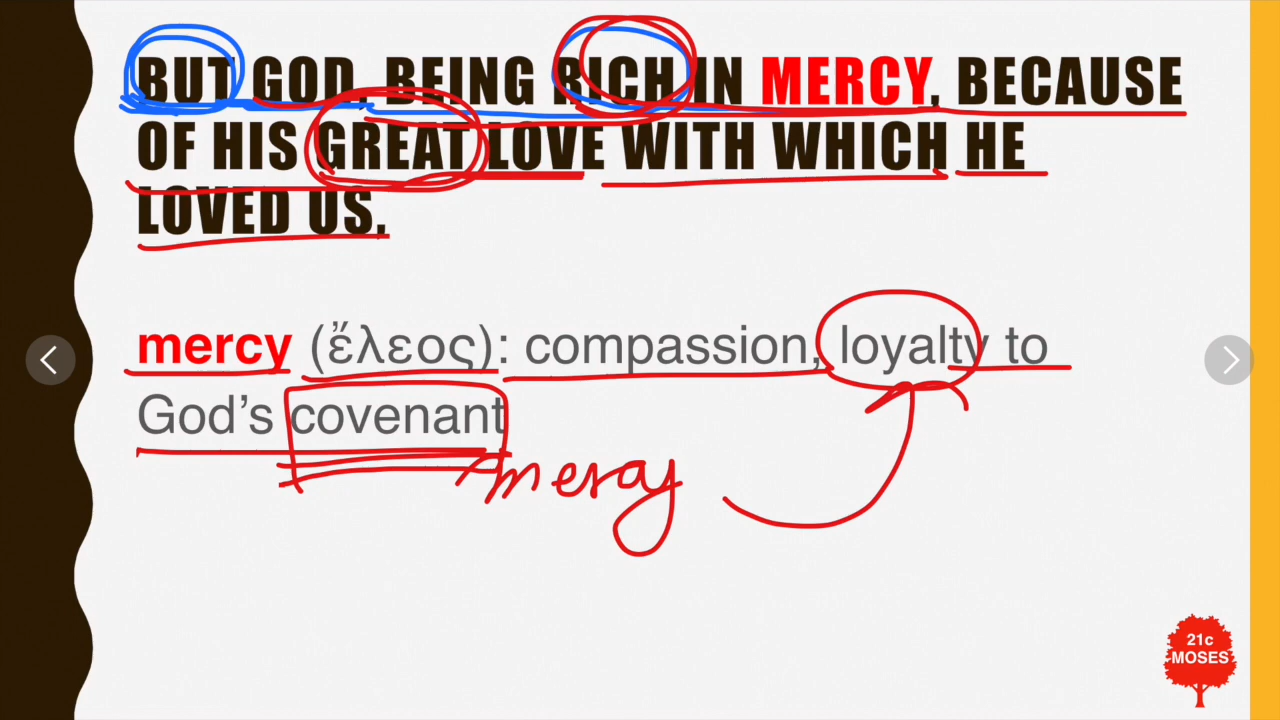 BUT GOD, BEING RICH IN MERCY, BECAUSE
OF HIS GREAT LOVE WITH WHICH HE
LOVED US.
mercy (ἔλεος): compassion, loyalty to
God’s covenant
mercy
21c
MOSES